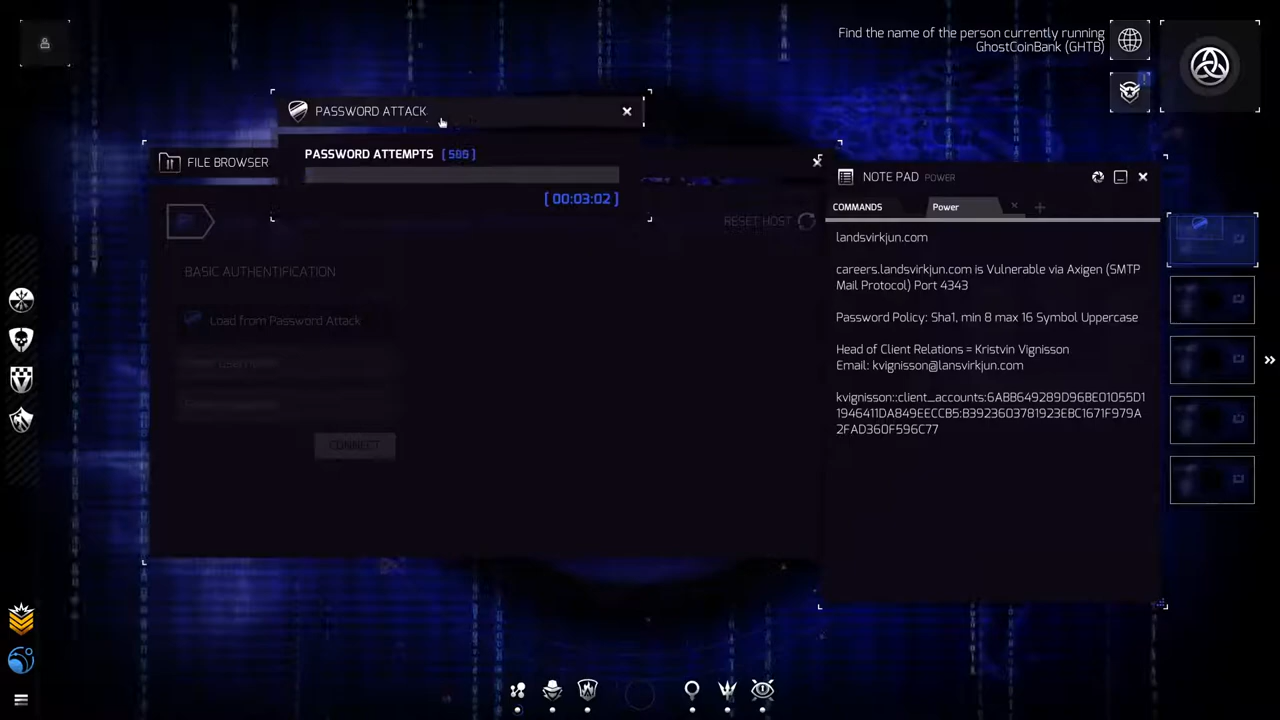 Find the name of the person currently running
GhostCoinBank (GHTB)
PASSWORD ATTACK
PASSWORD ATTEMPTS
[ 00:03:02 ]
FILE BROWSER
RESET HOST
BASIC AUTHENTIFICATION
Load from Password Attack
CONNECT
NOTE PAD POWER
COMMANDS Power
landsvirkjun.com
careers.landsvirkjun.com is Vulnerable via Axigen (SMTP
Mail Protocol) Port 4343
Password Policy: Sha1, min 8 max 16 Symbol Uppercase
Head of Client Relations = Kristvin Vignisson
Email: kvignisson@lansvirkjun.com
kvignisson::client_accounts:6ABB649289D96BE01055D1
1946411DA849EECCB5:B3923603781923EBC1671F979A
2FAD360F596C77